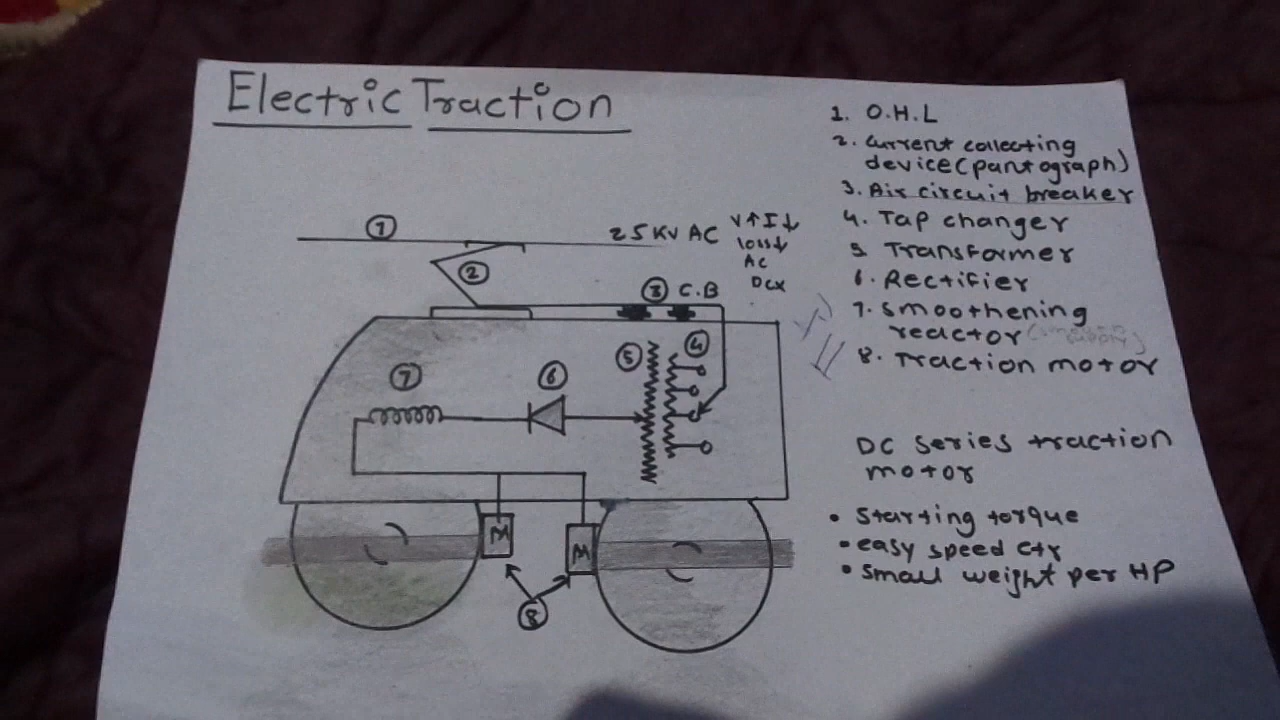 Electric Traction
1. O.H.L
2. Current collecting
device (pantograph)
3. Air circuit breaker
4. Tap changer
5 Transformer
6. Rectifier
7. Smoothening
reactor
8. Traction motor
①
②
25 KV AC
V↑ I↓
loss↓
AC
DCx
③ C.B
④
⑤
⑥
⑦
M
M
⑧
DC series traction
motor
• starting torque
• easy speed ctr
• small weight per HP